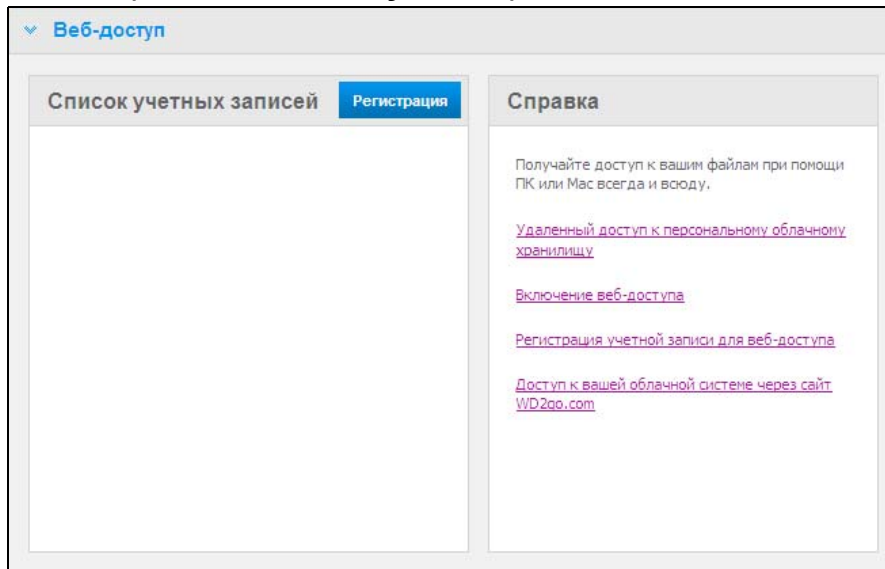 Веб-доступ
Список учетных записей
Регистрация
Справка
Получайте доступ к вашим файлам при помощи
ПК или Mac всегда и всюду.
Удаленный доступ к персональному облачному
хранилищу
Включение веб-доступа
Регистрация учетной записи для веб-доступа
Доступ к вашей облачной системе через сайт
WD2go.com